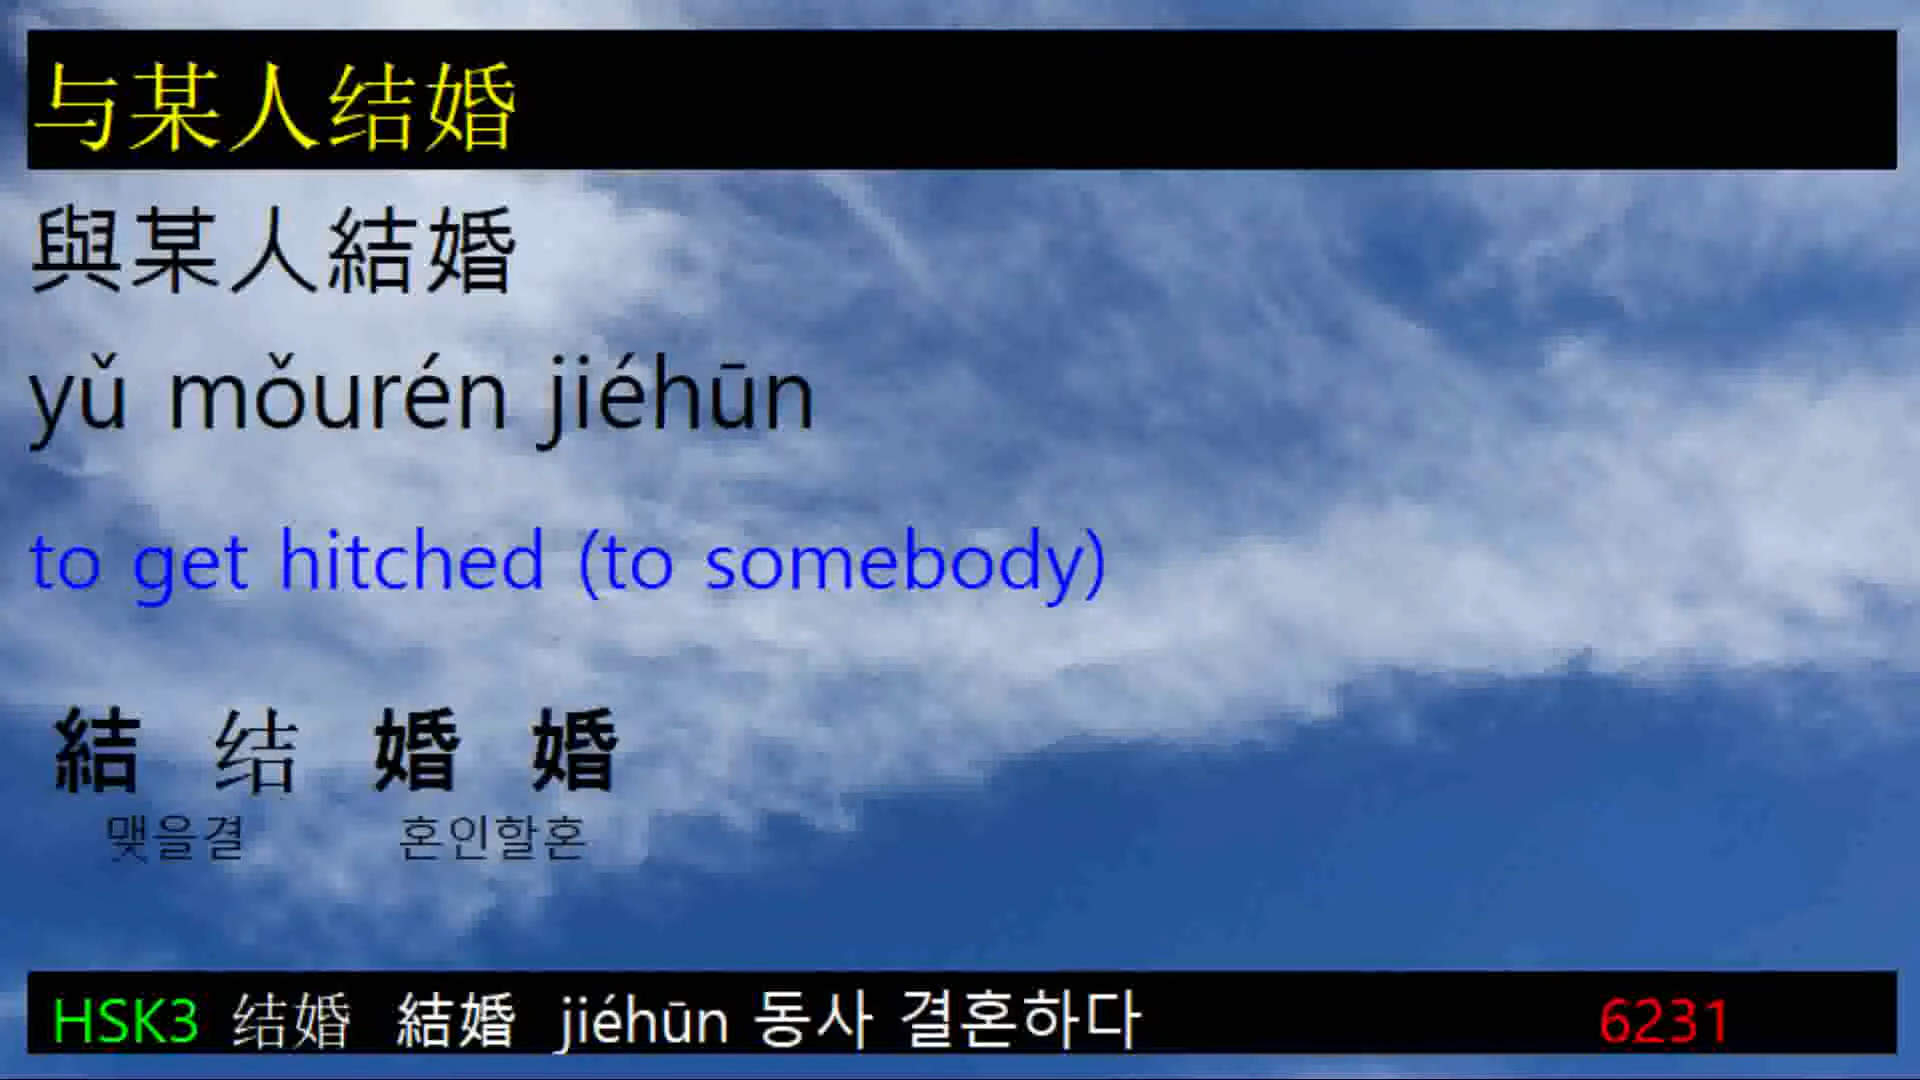 与某人结婚
與某人結婚
yǔ mǒurén jiéhūn
to get hitched (to somebody)
結 结 婚 婚
맺을결 혼인할혼
HSK3 结婚 結婚 jiéhūn 동사 결혼하다 6231